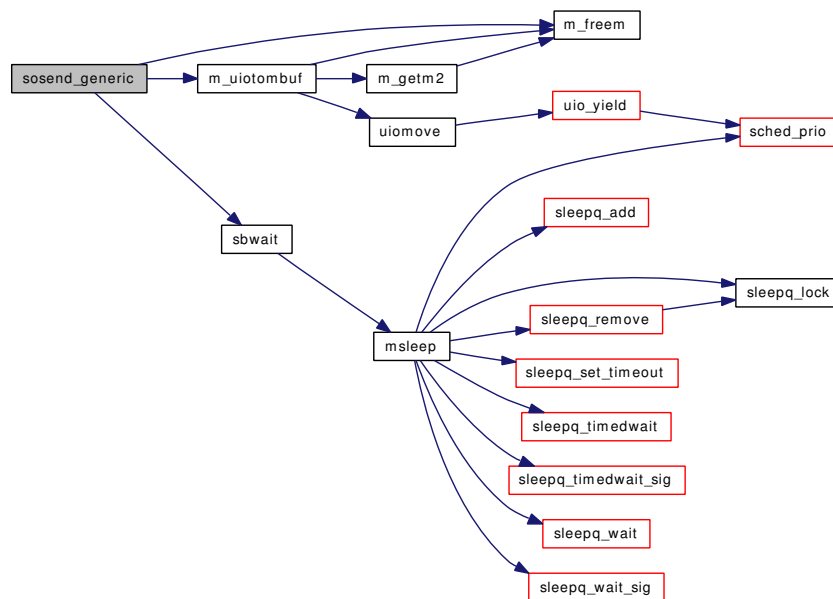 m_freem
sosend_generic
m_uiotombuf
m_getm2
uio_yield
uiomove
sched_prio
sleepq_add
sbwait
sleepq_lock
sleepq_remove
msleep
sleepq_set_timeout
sleepq_timedwait
sleepq_timedwait_sig
sleepq_wait
sleepq_wait_sig